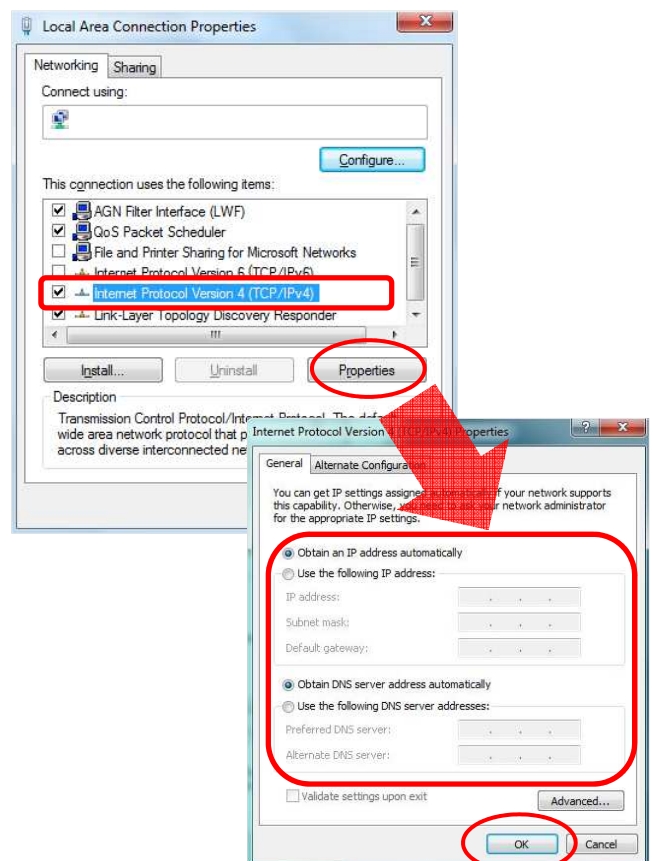 Local Area Connection Properties
Networking
Sharing
Connect using:
Configure...
This connection uses the following items:
AGN Filter Interface (LWF)
QoS Packet Scheduler
File and Printer Sharing for Microsoft Networks
Internet Protocol Version 6 (TCP/IPv6)
Internet Protocol Version 4 (TCP/IPv4)
Link-Layer Topology Discovery Responder
Install...
Uninstall
Properties
Description
Transmission Control Protocol/Internet Protocol. The
wide area network protocol that
across diverse interconnected
Internet Protocol Version 4 (TCP/IPv4) Properties
General
Alternate Configuration
You can get IP settings assigned automatically if your network supports
this capability. Otherwise, you need to ask your network administrator
for the appropriate IP settings.
Obtain an IP address automatically
Use the following IP address:
IP address:
Subnet mask:
Default gateway:
Obtain DNS server address automatically
Use the following DNS server addresses:
Preferred DNS server:
Alternate DNS server:
Validate settings upon exit
Advanced...
OK
Cancel